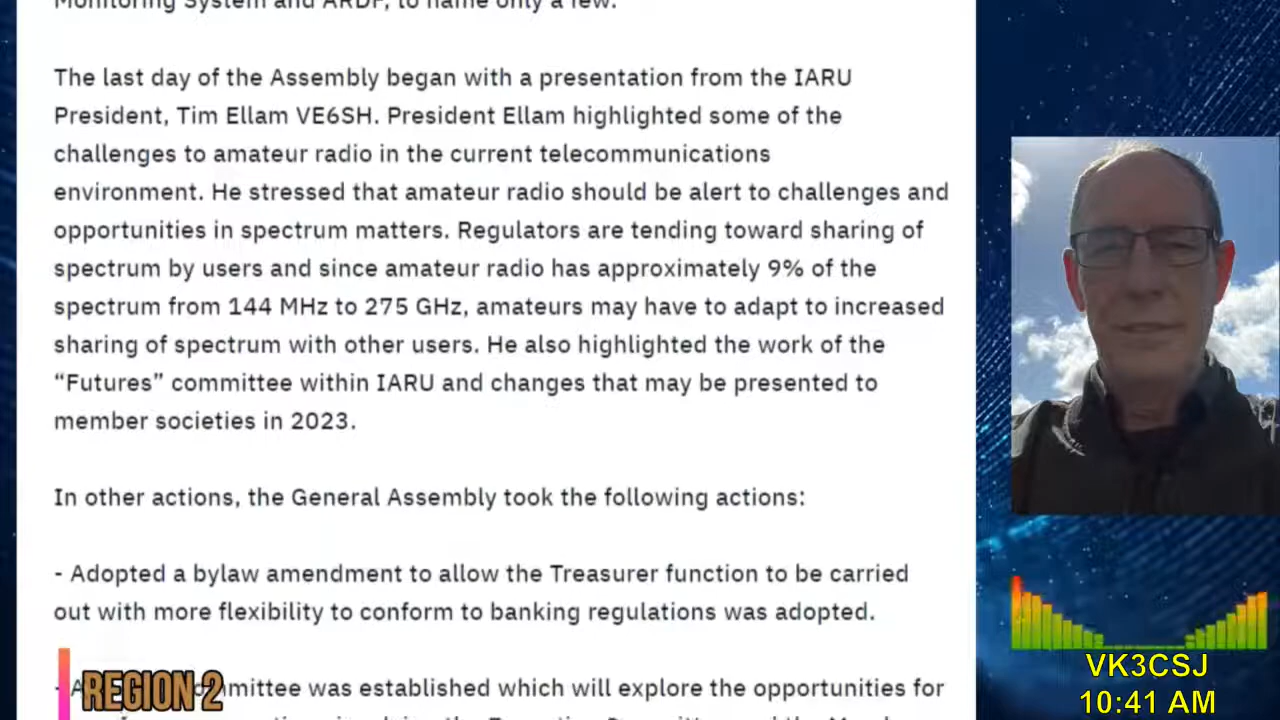 Monitoring System and ARDF, to name only a few.
The last day of the Assembly began with a presentation from the IARU
President, Tim Ellam VE6SH. President Ellam highlighted some of the
challenges to amateur radio in the current telecommunications
environment. He stressed that amateur radio should be alert to challenges and
opportunities in spectrum matters. Regulators are tending toward sharing of
spectrum by users and since amateur radio has approximately 9% of the
spectrum from 144 MHz to 275 GHz, amateurs may have to adapt to increased
sharing of spectrum with other users. He also highlighted the work of the
“Futures” committee within IARU and changes that may be presented to
member societies in 2023.
In other actions, the General Assembly took the following actions:
- Adopted a bylaw amendment to allow the Treasurer function to be carried
out with more flexibility to conform to banking regulations was adopted.
was established which will explore the opportunities for
REGION 2
VK3CSJ
10:41 AM